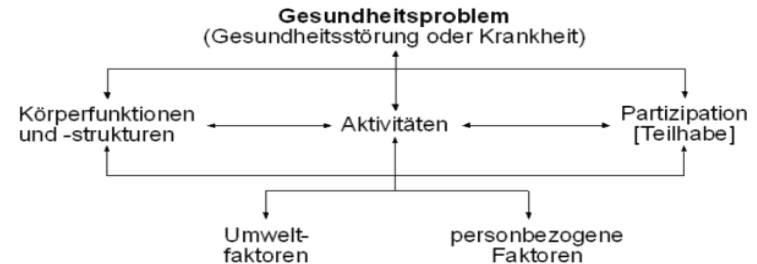 Gesundheitsproblem
(Gesundheitsstörung oder Krankheit)
Körperfunktionen
und -strukturen
Aktivitäten
Partizipation
[Teilhabe]
Umwelt-
faktoren
personbezogene
Faktoren